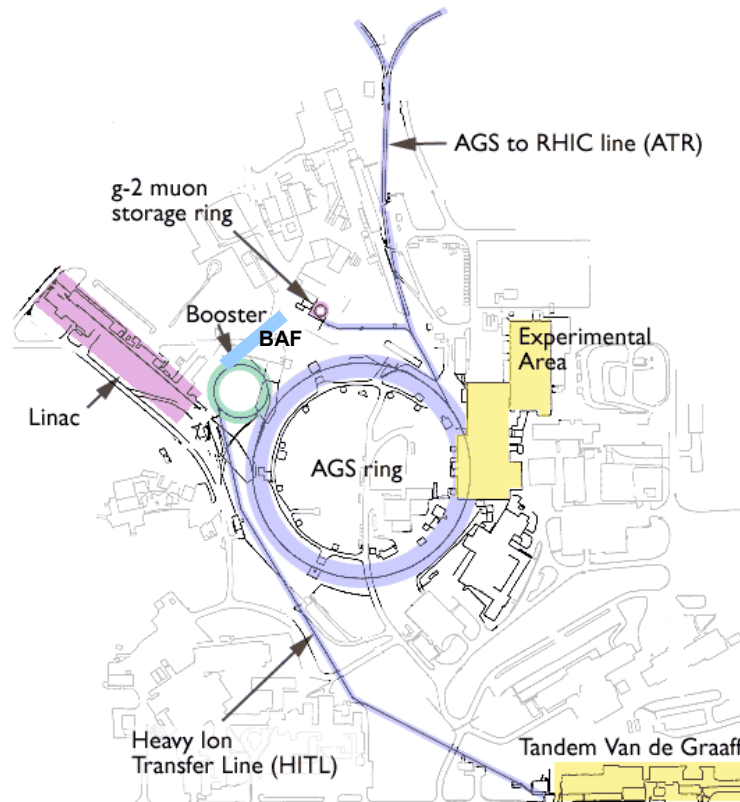 AGS to RHIC line (ATR)
g-2 muon
storage ring
Booster
BAF
Experimental
Area
Linac
AGS ring
Heavy Ion
Transfer Line (HITL)
Tandem Van de Graaff